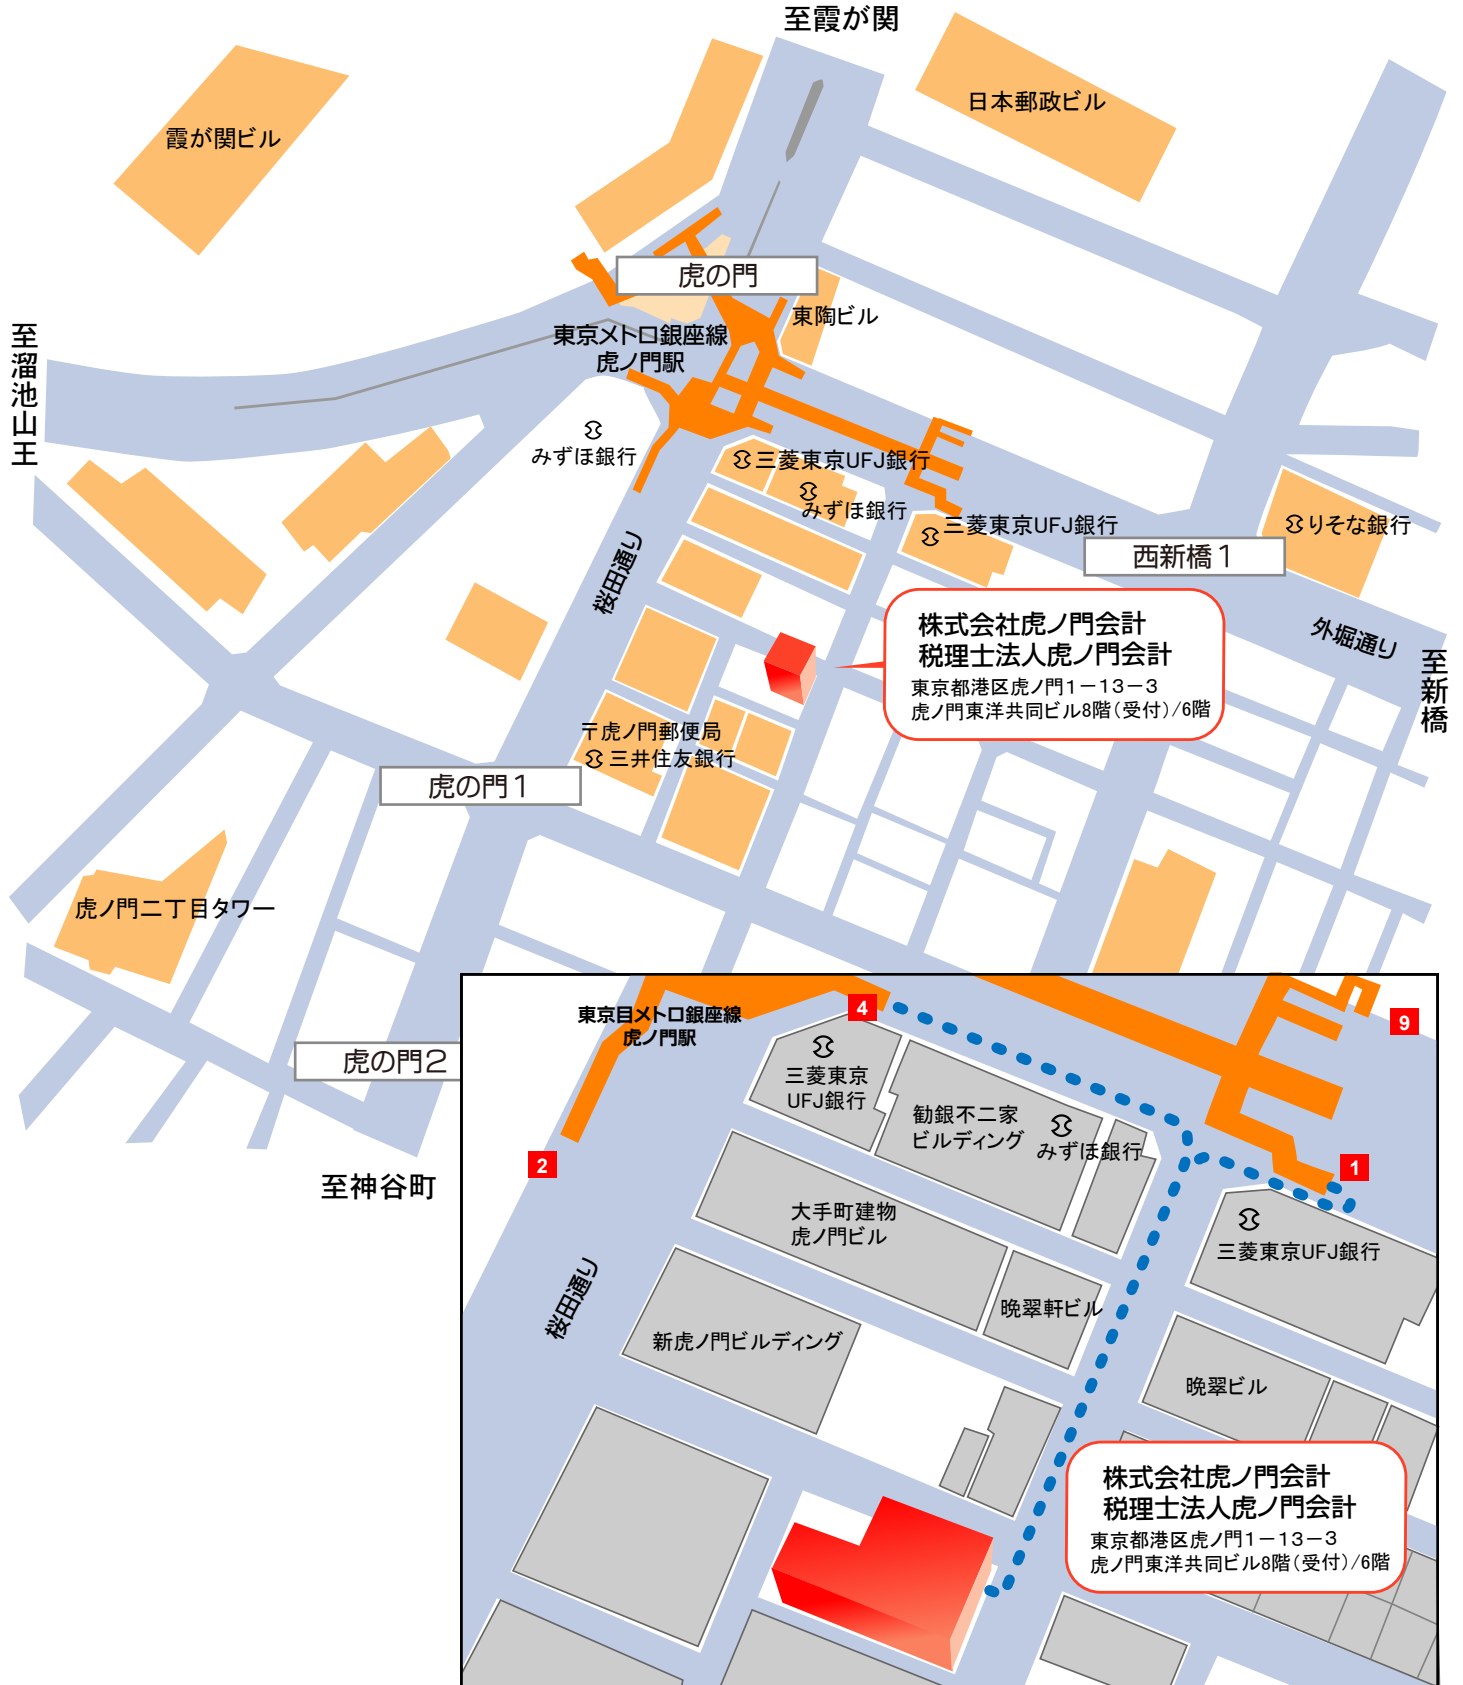 至霞が関
日本郵政ビル
霞が関ビル
虎の門
東陶ビル
東京メトロ銀座線
虎ノ門駅
至溜池山王
みずほ銀行
三菱東京UFJ銀行
みずほ銀行
三菱東京UFJ銀行
りそな銀行
西新橋1
桜田通り
株式会社虎ノ門会計
税理士法人虎ノ門会計
東京都港区虎ノ門1－13－3
虎ノ門東洋共同ビル8階(受付)/6階
外堀通り
至新橋
〒虎ノ門郵便局
三井住友銀行
虎の門1
虎ノ門二丁目タワー
虎の門2
至神谷町
東京目メトロ銀座線
虎ノ門駅
4
9
三菱東京
UFJ銀行
勧銀不二家
ビルディング
みずほ銀行
2
1
大手町建物
虎ノ門ビル
三菱東京UFJ銀行
桜田通り
晩翠軒ビル
新虎ノ門ビルディング
晩翠ビル
株式会社虎ノ門会計
税理士法人虎ノ門会計
東京都港区虎ノ門1－13－3
虎ノ門東洋共同ビル8階(受付)/6階